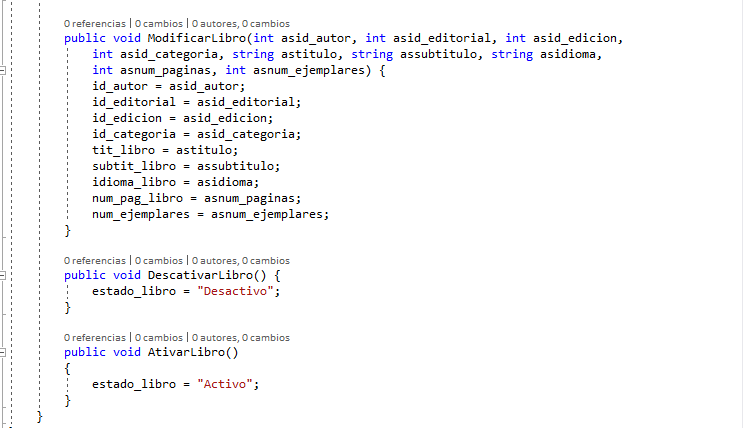 0 referencias | 0 cambios | 0 autores, 0 cambios
public void ModificarLibro(int asid_autor, int asid_editorial, int asid_edicion,
int asid_categoria, string astitulo, string assubtitulo, string asidioma,
int asnum_paginas, int asnum_ejemplares) {
id_autor = asid_autor;
id_editorial = asid_editorial;
id_edicion = asid_edicion;
id_categoria = asid_categoria;
tit_libro = astitulo;
subtit_libro = assubtitulo;
idioma_libro = asidioma;
num_pag_libro = asnum_paginas;
num_ejemplares = asnum_ejemplares;
}
0 referencias | 0 cambios | 0 autores, 0 cambios
public void DescativarLibro() {
estado_libro = "Desactivo";
}
0 referencias | 0 cambios | 0 autores, 0 cambios
public void AtivarLibro()
{
estado_libro = "Activo";
}
}